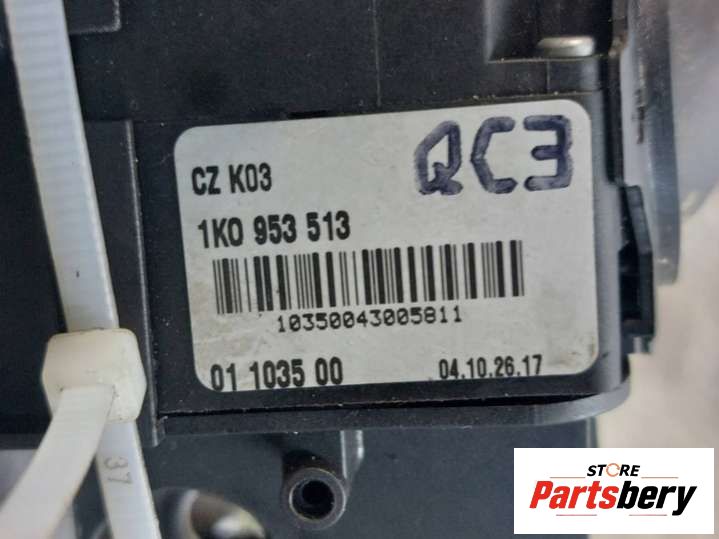 QC3
CZ K03
1K0 953 513
10350043005811
01 1035 00 04.10.26.17
37
STORE
Partsbery